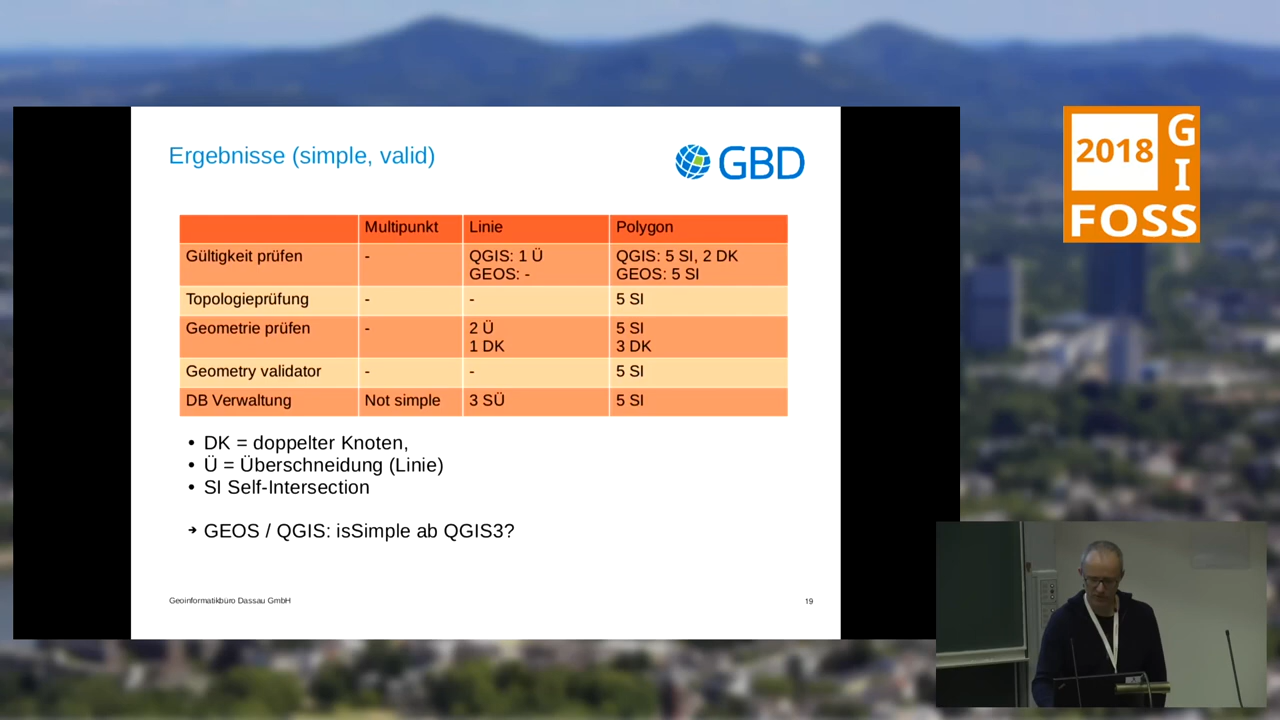 Ergebnisse (simple, valid)
GBD
2018
G
I
FOSS
Multipunkt Linie Polygon
Gültigkeit prüfen - QGIS: 1 Ü QGIS: 5 SI, 2 DK
GEOS: - GEOS: 5 SI
Topologieprüfung - - 5 SI
Geometrie prüfen - 2 Ü 5 SI
1 DK 3 DK
Geometry validator - - 5 SI
DB Verwaltung Not simple 3 SÜ 5 SI
• DK = doppelter Knoten,
• Ü = Überschneidung (Linie)
• SI Self-Intersection
➔ GEOS / QGIS: isSimple ab QGIS3?
Geoinformatikbüro Dassau GmbH 19